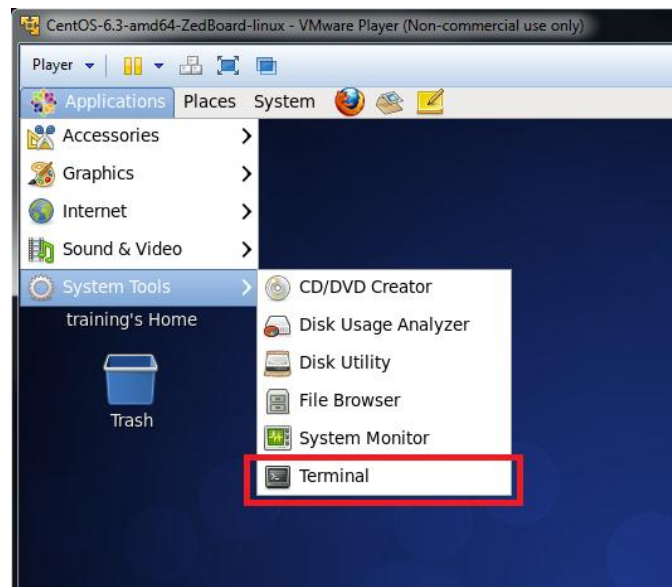 CentOS-6.3-amd64-ZedBoard-linux - VMware Player (Non-commercial use only)
Player
Applications Places System
Accessories
Graphics
Internet
Sound & Video
System Tools
training's Home
Trash
CD/DVD Creator
Disk Usage Analyzer
Disk Utility
File Browser
System Monitor
Terminal